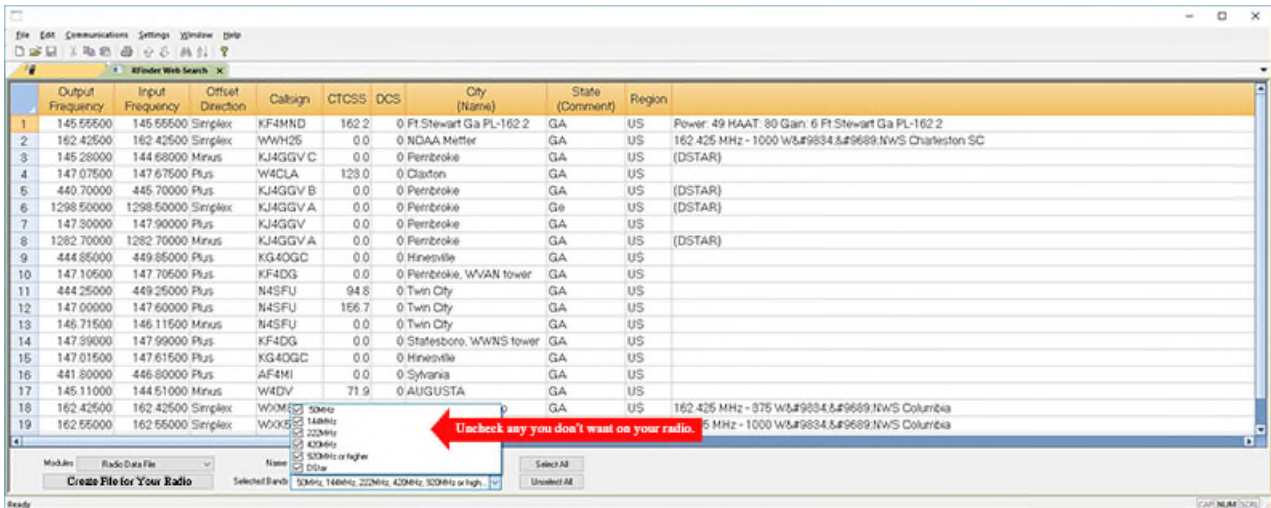 File Edit Communications Settings Window Help
RFinder Web Search X
Output Frequency Input Frequency Offset Direction Callsign CTCSS DCS City (Name) State (Comment) Region
1 145.55500 145.55500 Simplex KF4MND 162.2 0 Ft.Stewart Ga PL-162.2 GA US Power: 49 HAAT: 80 Gain: 6 Ft.Stewart Ga PL-162.2
2 162.42500 162.42500 Simplex WWH25 0.0 0 NOAA Metter GA US 162.425 MHz - 1000 W&#9834;&#9689;NWS Charleston SC
3 145.28000 144.68000 Minus KJ4GGV C 0.0 0 Pembroke GA US (DSTAR)
4 147.07500 147.67500 Plus W4CLA 123.0 0 Claxton GA US
5 440.70000 445.70000 Plus KJ4GGV B 0.0 0 Pembroke GA US (DSTAR)
6 1298.50000 1298.50000 Simplex KJ4GGV A 0.0 0 Pembroke Ge US (DSTAR)
7 147.30000 147.90000 Plus KJ4GGV 0.0 0 Pembroke GA US
8 1282.70000 1282.70000 Minus KJ4GGV A 0.0 0 Pembroke GA US (DSTAR)
9 444.85000 449.85000 Plus KG4OGC 0.0 0 Hinesville GA US
10 147.10500 147.70500 Plus KF4DG 0.0 0 Pembroke, WVAN tower GA US
11 444.25000 449.25000 Plus N4SFU 94.8 0 Twin City GA US
12 147.00000 147.60000 Plus N4SFU 156.7 0 Twin City GA US
13 146.71500 146.11500 Minus N4SFU 0.0 0 Twin City GA US
14 147.39000 147.99000 Plus KF4DG 0.0 0 Statesboro, WWNS tower GA US
15 147.01500 147.61500 Plus KG4OGC 0.0 0 Hinesville GA US
16 441.80000 446.80000 Plus AF4MI 0.0 0 Sylvania GA US
17 145.11000 144.51000 Minus W4DV 71.9 0 AUGUSTA GA US
18 162.42500 162.42500 Simplex GA US 162.425 MHz - 375 W&#9834;&#9689;NWS Columbia
19 162.55000 162.55000 Simplex MHz - 1000 W&#9834;&#9689;NWS Columbia
50MHz
144MHz
222MHz
420MHz
920MHz or higher
DStar
Uncheck any you don't want on your radio.
Modules Radio Data File Name Select All
Create File for Your Radio Selected Bands 50MHz, 144MHz, 222MHz, 420MHz, 920MHz or high... Unselect All
Ready CAP NUM SCRL